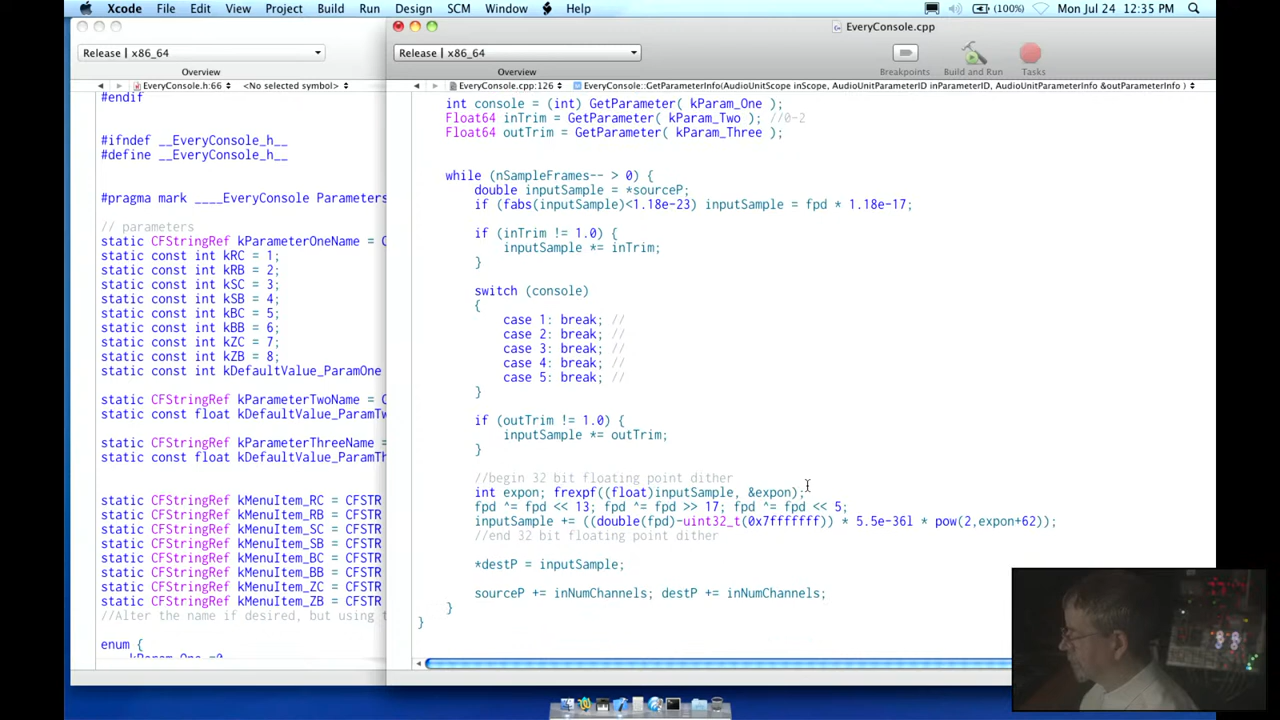 Xcode File Edit View Project Build Run Design SCM Window Help (100%) Mon Jul 24 12:35 PM
EveryConsole.cpp
Release | x86_64
Overview
EveryConsole.h:66 <No selected symbol>
#endif
#ifndef __EveryConsole_h__
#define __EveryConsole_h__
#pragma mark ____EveryConsole Parameters
// parameters
static CFStringRef kParameterOneName = C
static const int kRC = 1;
static const int kRB = 2;
static const int kSC = 3;
static const int kSB = 4;
static const int kBC = 5;
static const int kBB = 6;
static const int kZC = 7;
static const int kZB = 8;
static const int kDefaultValue_ParamOne
static CFStringRef kParameterTwoName = C
static const float kDefaultValue_ParamTw
static CFStringRef kParameterThreeName =
static const float kDefaultValue_ParamTh
static CFStringRef kMenuItem_RC = CFSTR
static CFStringRef kMenuItem_RB = CFSTR
static CFStringRef kMenuItem_SC = CFSTR
static CFStringRef kMenuItem_SB = CFSTR
static CFStringRef kMenuItem_BC = CFSTR
static CFStringRef kMenuItem_BB = CFSTR
static CFStringRef kMenuItem_ZC = CFSTR
static CFStringRef kMenuItem_ZB = CFSTR
//Alter the name if desired, but using t
enum {
Release | x86_64
Overview
Breakpoints Build and Run Tasks
EveryConsole.cpp:126 EveryConsole::GetParameterInfo(AudioUnitScope inScope, AudioUnitParameterID inParameterID, AudioUnitParameterInfo &outParameterInfo )
int console = (int) GetParameter( kParam_One );
Float64 inTrim = GetParameter( kParam_Two ); //0-2
Float64 outTrim = GetParameter( kParam_Three );
while (nSampleFrames-- > 0) {
double inputSample = *sourceP;
if (fabs(inputSample)<1.18e-23) inputSample = fpd * 1.18e-17;
if (inTrim != 1.0) {
inputSample *= inTrim;
}
switch (console)
{
case 1: break; //
case 2: break; //
case 3: break; //
case 4: break; //
case 5: break; //
}
if (outTrim != 1.0) {
inputSample *= outTrim;
}
//begin 32 bit floating point dither
int expon; frexpf((float)inputSample, &expon);
fpd ^= fpd << 13; fpd ^= fpd >> 17; fpd ^= fpd << 5;
inputSample += ((double(fpd)-uint32_t(0x7fffffff)) * 5.5e-36l * pow(2,expon+62));
//end 32 bit floating point dither
*destP = inputSample;
sourceP += inNumChannels; destP += inNumChannels;
}
}